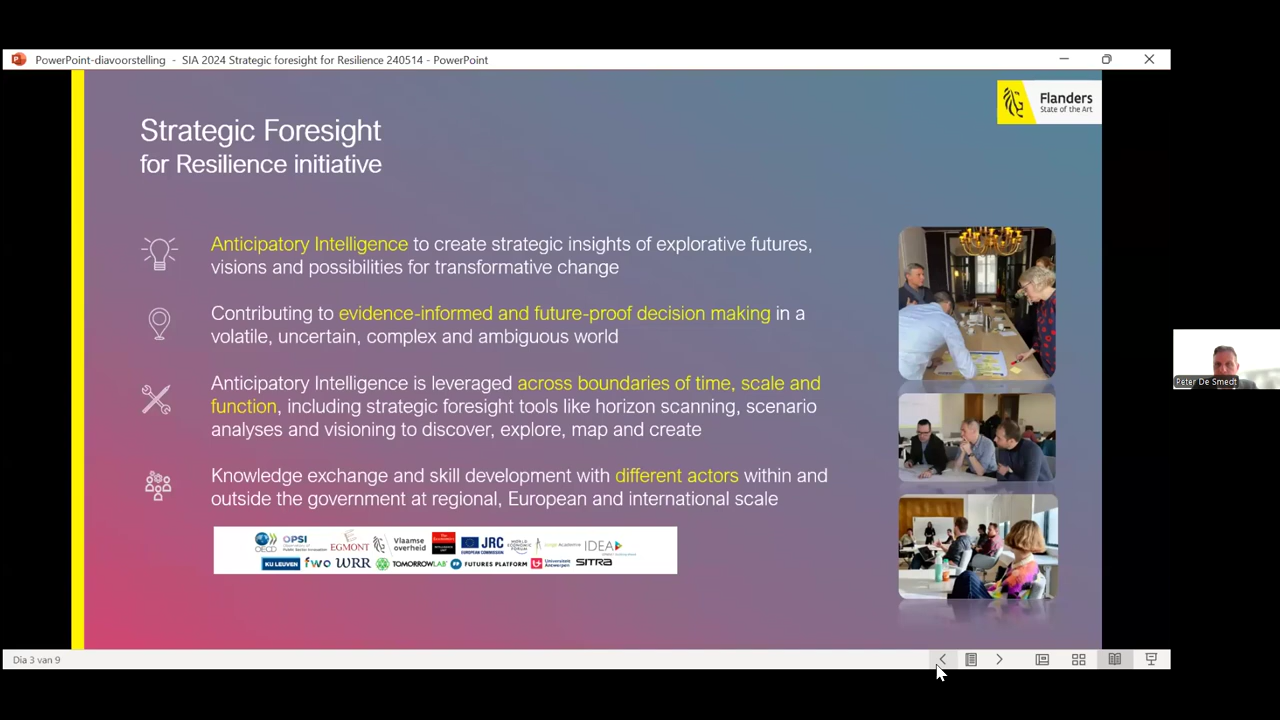 PowerPoint-diavoorstelling - SIA 2024 Strategic foresight for Resilience 240514 - PowerPoint
Flanders
State of the Art
Strategic Foresight
for Resilience initiative
Anticipatory Intelligence to create strategic insights of explorative futures,
visions and possibilities for transformative change
Contributing to evidence-informed and future-proof decision making in a
volatile, uncertain, complex and ambiguous world
Anticipatory Intelligence is leveraged across boundaries of time, scale and
function, including strategic foresight tools like horizon scanning, scenario
analyses and visioning to discover, explore, map and create
Knowledge exchange and skill development with different actors within and
outside the government at regional, European and international scale
OECD OPSI EGMONT Vlaamse overheid JRC EUROPEAN COMMISSION IDEA
KU LEUVEN fwo WRR TOMORROWLAB FUTURES PLATFORM Universiteit Antwerpen SITRA
Peter De Smedt
Dia 3 van 9